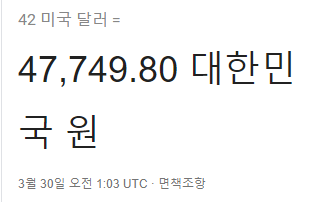 42 미국 달러 =
47,749.80 대한민
국 원
3월 30일 오전 1:03 UTC · 면책조항